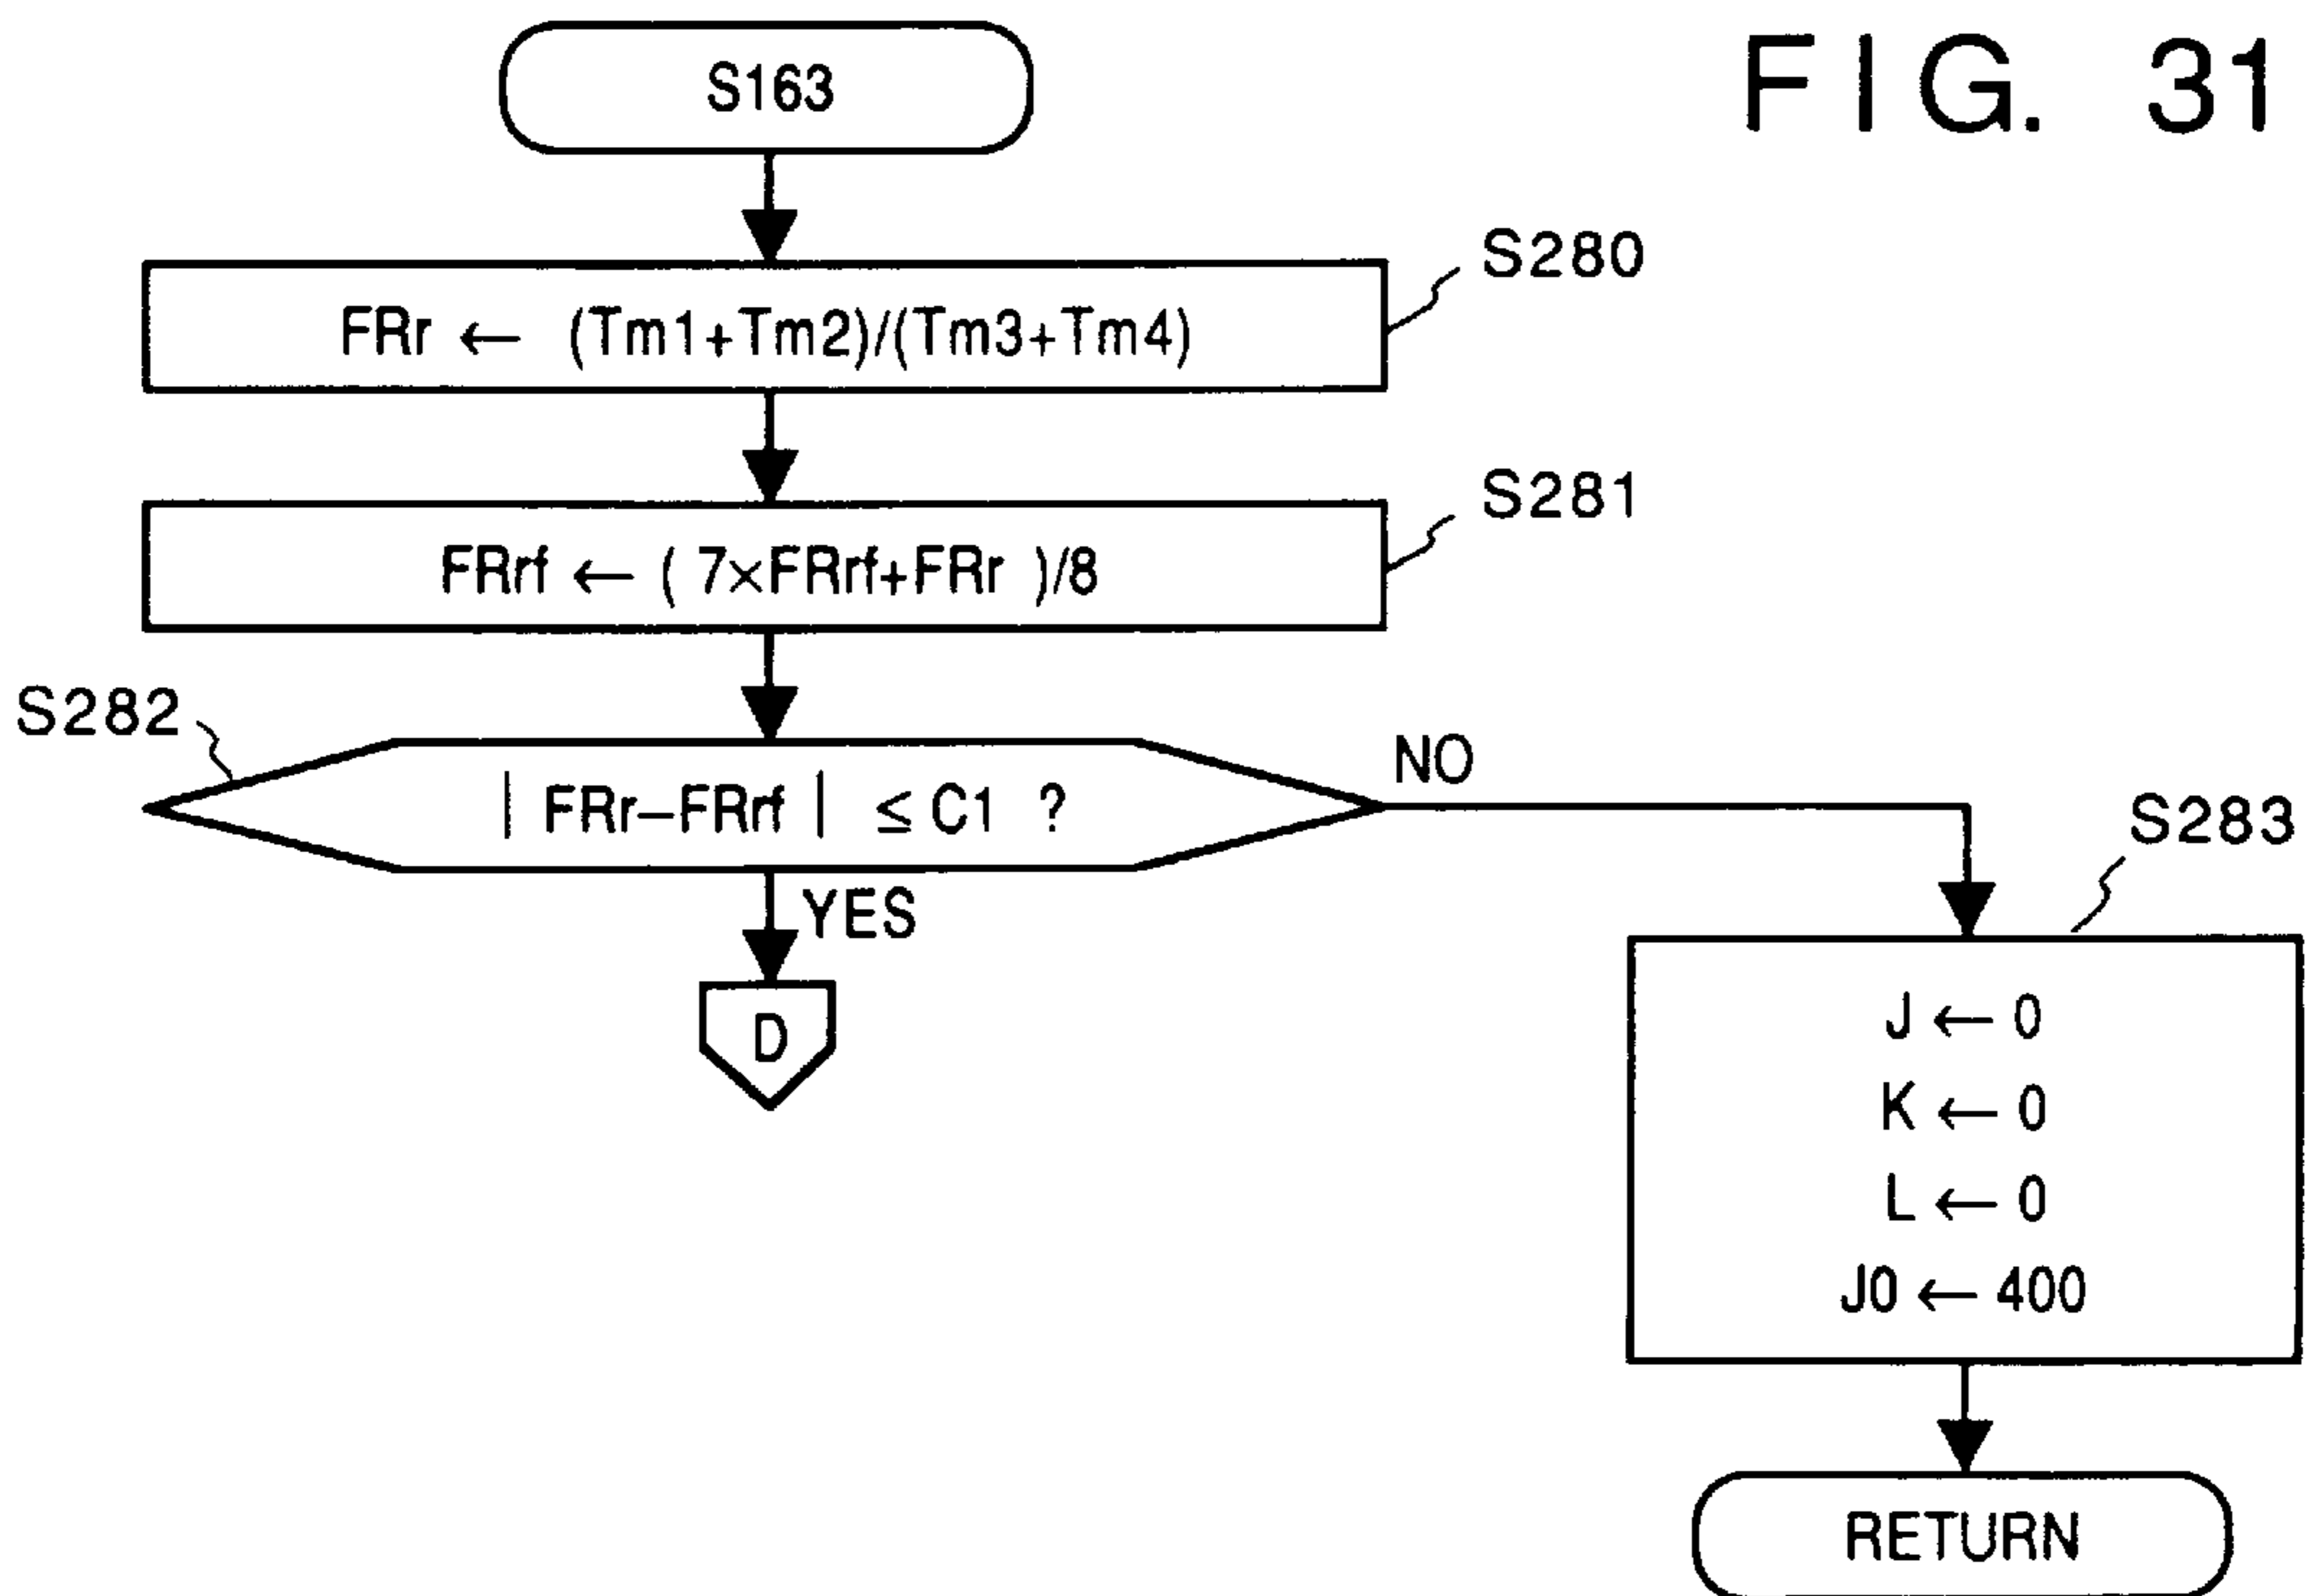 FIG. 31
S163
S280
FRr ← (Tm1+Tm2)/(Tm3+Tm4)
S281
FRrf ← ( 7×FRrf+FRr )/8
S282
| FRr−FRrf | ≤ C1 ?
NO
YES
D
S283
J ← 0
K ← 0
L ← 0
J0 ← 400
RETURN